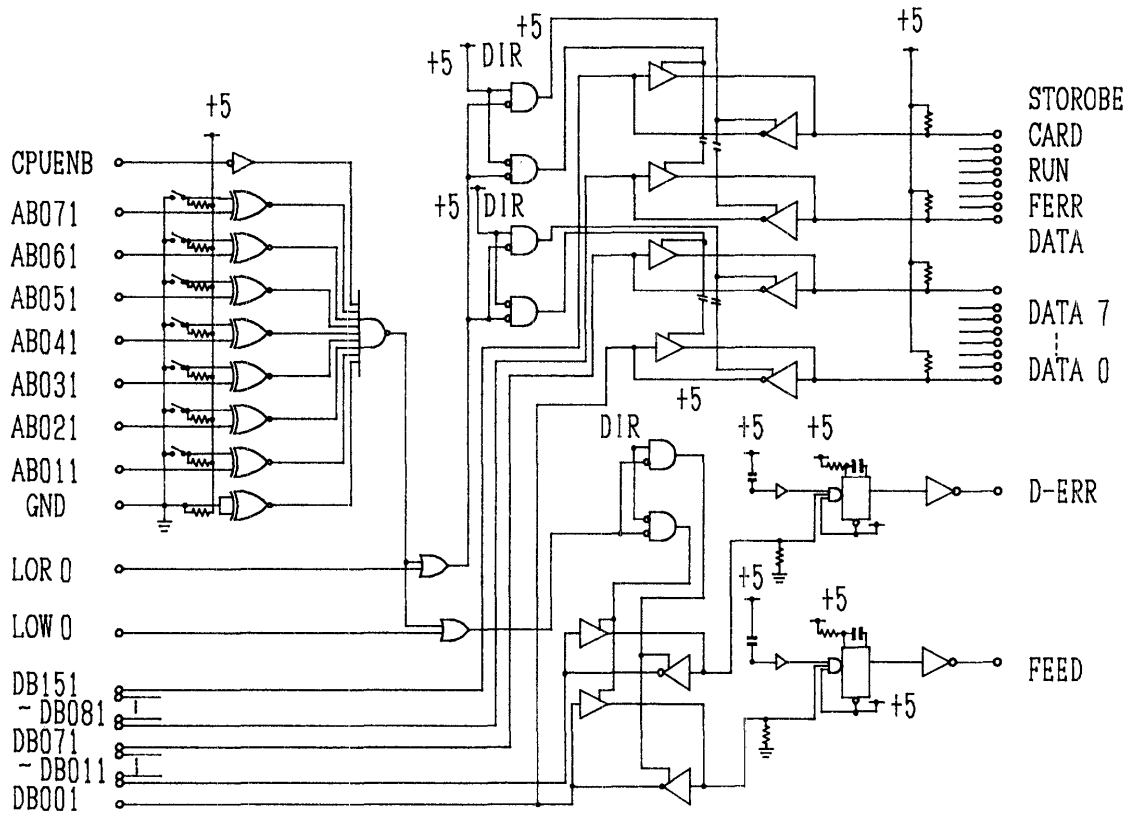 +5
+5
DIR
+5
+5
STOROBE
CARD
RUN
FERR
DATA
DATA 7
DATA 0
+5
CPUENB
AB071
AB061
AB051
AB041
AB031
AB021
AB011
GND
+5
DIR
+5
DIR
+5
+5
D-ERR
LOR 0
LOW 0
+5
+5
FEED
+5
DB151
~ DB081
DB071
~ DB011
DB001